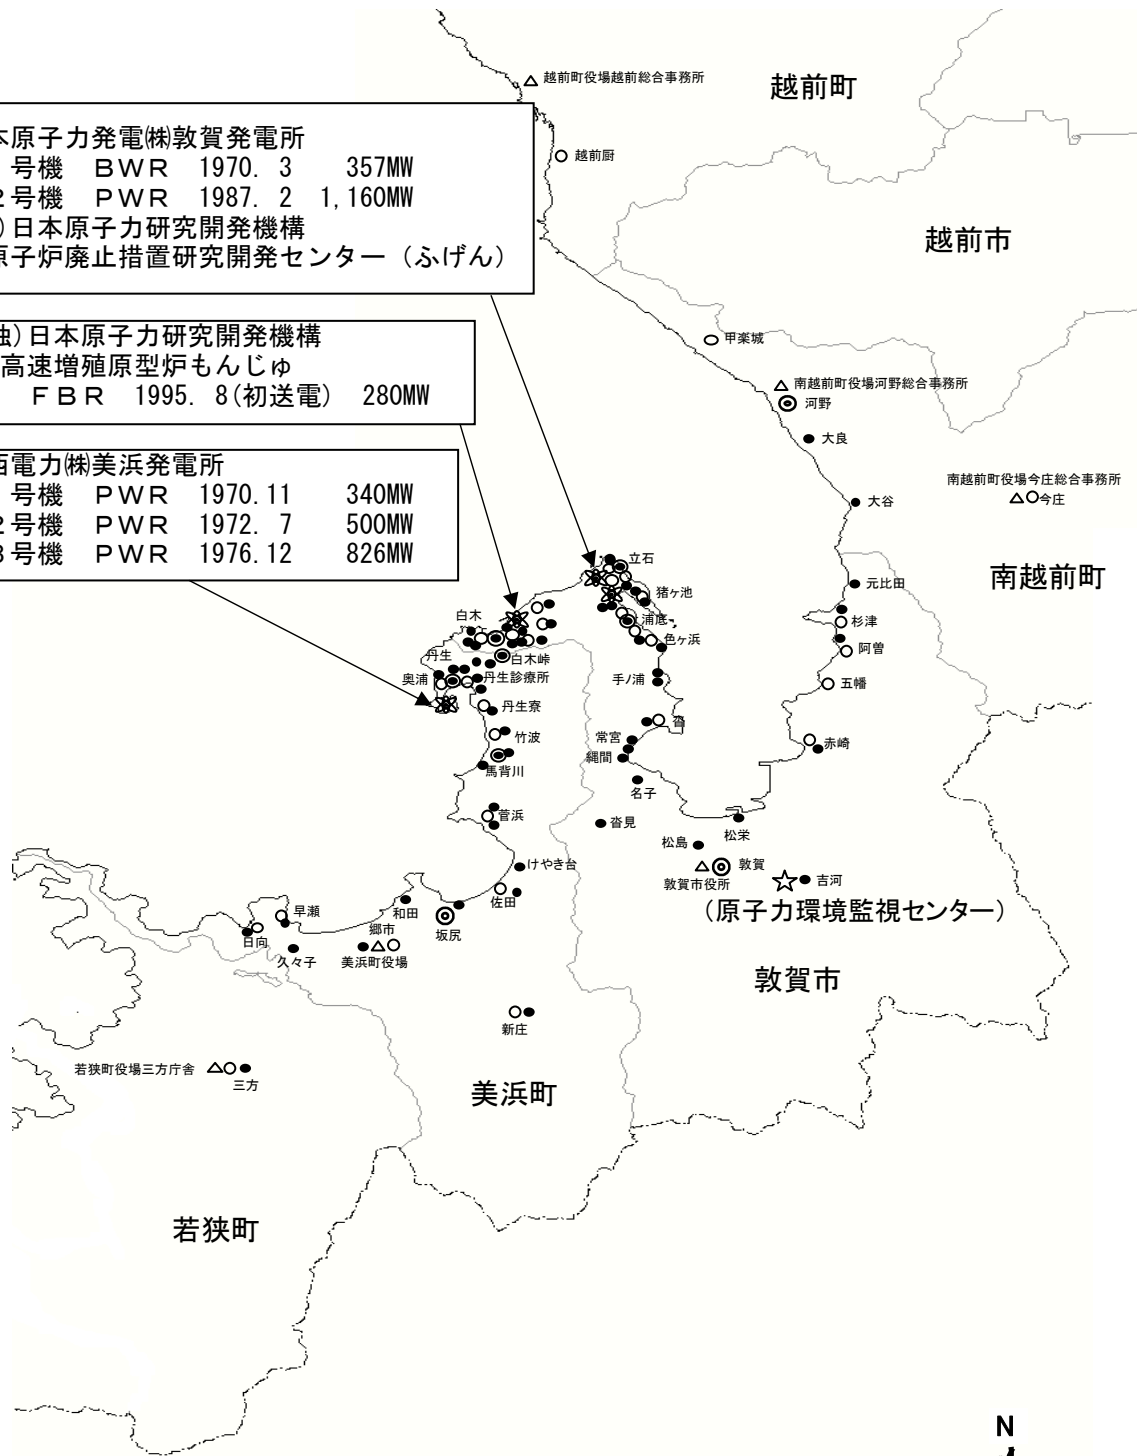 越前町役場越前総合事務所
越前町
本原子力発電㈱敦賀発電所
号機 ＢＷＲ 1970. 3 357MW
2号機 ＰＷＲ 1987. 2 1,160MW
)日本原子力研究開発機構
原子炉廃止措置研究開発センター（ふげん）
越前厨
越前市
独)日本原子力研究開発機構
高速増殖原型炉もんじゅ
ＦＢＲ 1995. 8(初送電) 280MW
甲楽城
南越前町役場河野総合事務所
河野
大良
西電力㈱美浜発電所
号機 ＰＷＲ 1970.11 340MW
2号機 ＰＷＲ 1972. 7 500MW
3号機 ＰＷＲ 1976.12 826MW
南越前町役場今庄総合事務所
今庄
大谷
南越前町
立石
元比田
猪ヶ池
白木
浦底
杉津
色ヶ浜
阿曽
丹生
白木峠
奥浦
丹生診療所
手ノ浦
五幡
丹生寮
沓
竹波
常宮
赤崎
縄間
馬背川
名子
菅浜
沓見
松栄
松島
けやき台
敦賀
敦賀市役所
吉河
佐田
(原子力環境監視センター)
早瀬
和田
郷市
坂尻
日向
久々子
美浜町役場
敦賀市
新庄
若狭町役場三方庁舎
三方
美浜町
若狭町
N